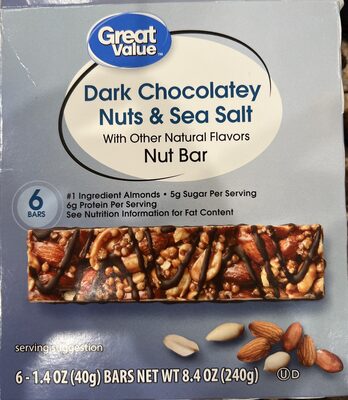 Great
Value™
Dark Chocolatey
Nuts & Sea Salt
With Other Natural Flavors
Nut Bar
6
BARS
#1 Ingredient Almonds • 5g Sugar Per Serving
6g Protein Per Serving
See Nutrition Information for Fat Content
serving suggestion
6 - 1.4 OZ (40g) BARS NET WT 8.4 OZ (240g)
U D